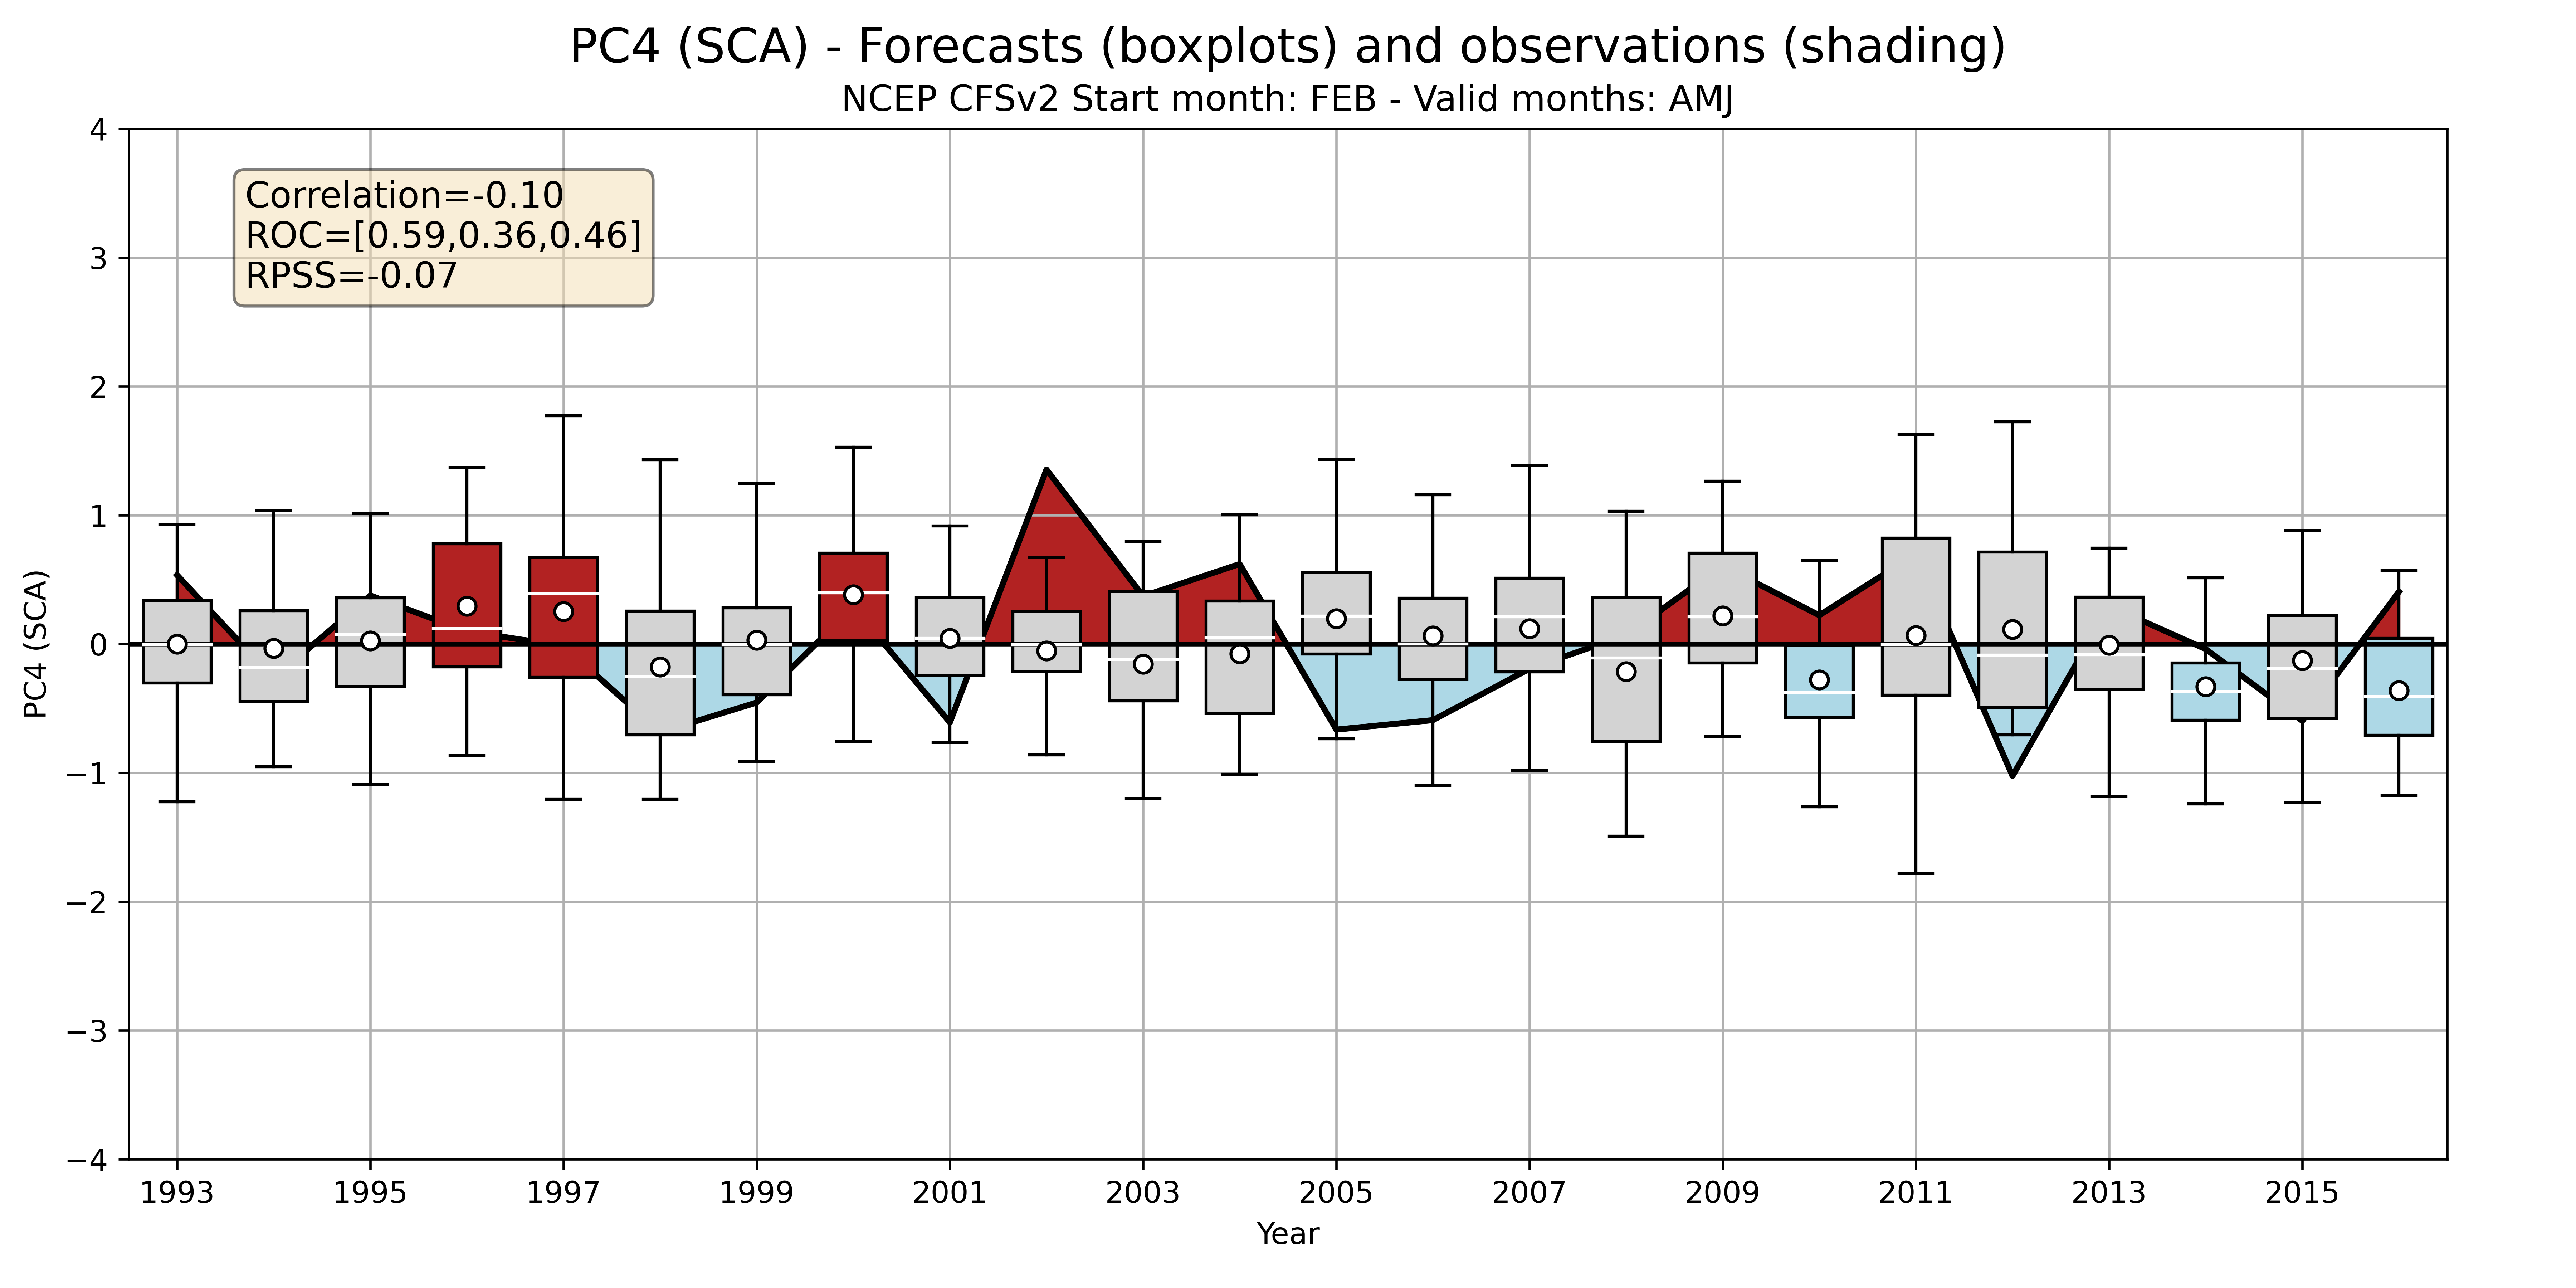 PC4 (SCA) - Forecasts (boxplots) and observations (shading)
NCEP CFSv2 Start month: FEB - Valid months: AMJ
Correlation=-0.10
ROC=[0.59,0.36,0.46]
RPSS=-0.07
PC4 (SCA)
4
3
2
1
0
−1
−2
−3
−4
1993 1995 1997 1999 2001 2003 2005 2007 2009 2011 2013 2015
Year